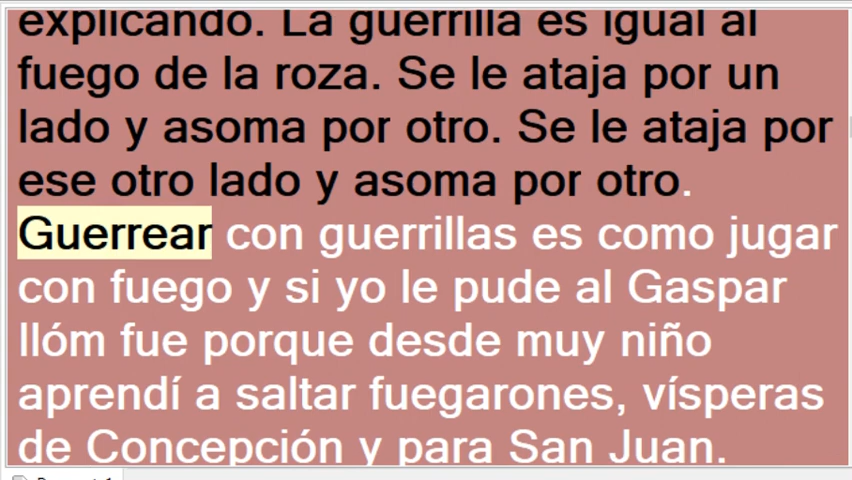 explicando. La guerrilla es igual al
fuego de la roza. Se le ataja por un
lado y asoma por otro. Se le ataja por
ese otro lado y asoma por otro.
Guerrear con guerrillas es como jugar
con fuego y si yo le pude al Gaspar
llóm fue porque desde muy niño
aprendí a saltar fuegarones, vísperas
de Concepción y para San Juan.